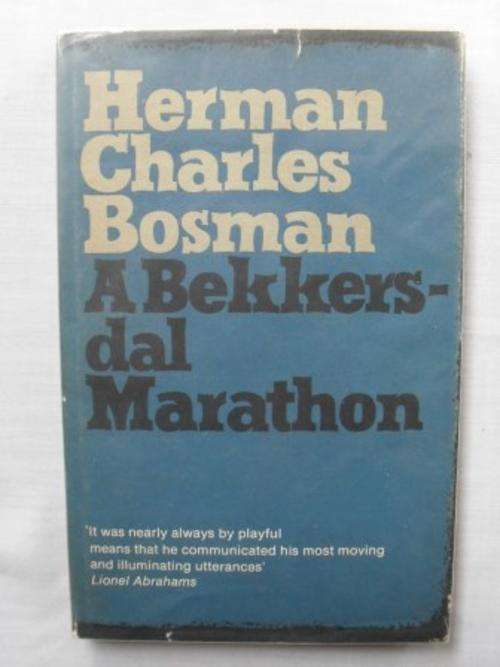 Herman
Charles
Bosman
A Bekkers-
dal
Marathon
'It was nearly always by playful
means that he communicated his most moving
and illuminating utterances'
Lionel Abrahams